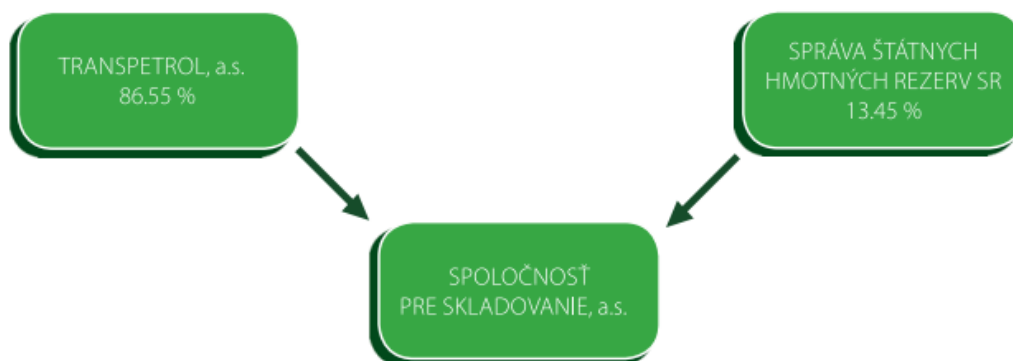 TRANSPETROL, a.s.
86.55 %
SPRÁVA ŠTÁTNYCH
HMOTNÝCH REZERV SR
13.45 %
SPOLOČNOSŤ
PRE SKLADOVANIE, a.s.